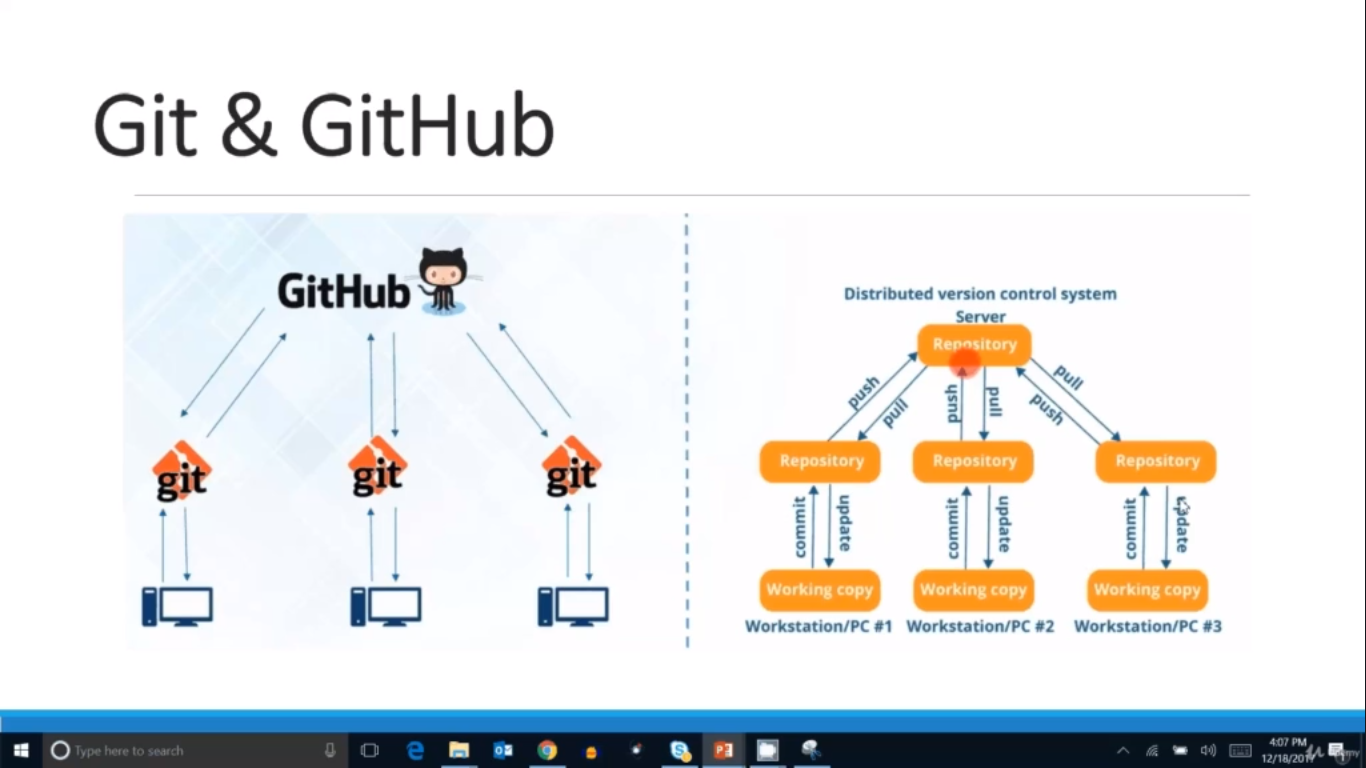 Git & GitHub
GitHub
git
git
git
Distributed version control system
Server
Repository
push
pull
push
pull
push
pull
Repository
Repository
Repository
commit
update
commit
update
commit
update
Working copy
Working copy
Working copy
Workstation/PC #1
Workstation/PC #2
Workstation/PC #3
Type here to search
4:07 PM